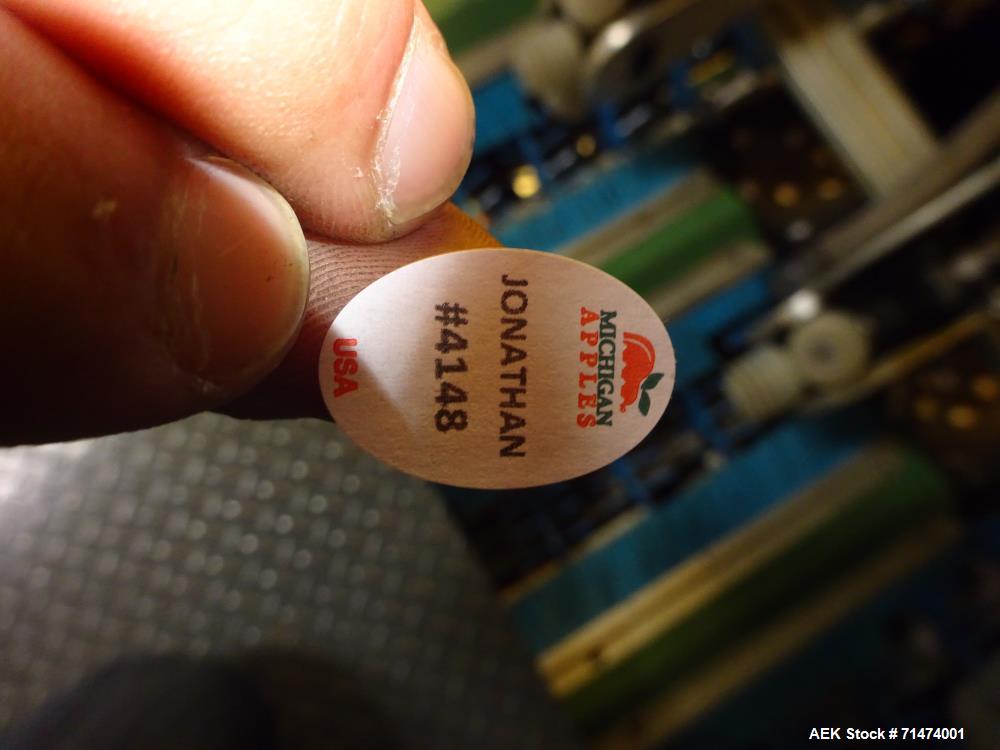 MICHIGAN
APPLES
JONATHAN
#4148
USA
AEK Stock # 71474001